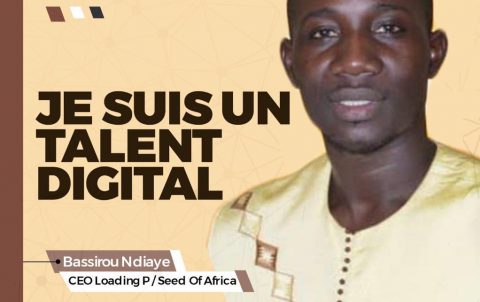 JE SUIS UN
TALENT
DIGITAL
Bassirou Ndiaye
CEO Loading P / Seed Of Africa